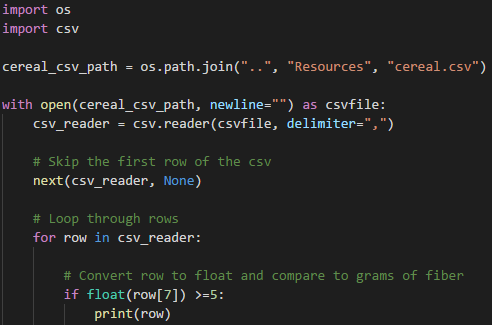 import os
import csv

cereal_csv_path = os.path.join("..", "Resources", "cereal.csv")

with open(cereal_csv_path, newline="") as csvfile:
    csv_reader = csv.reader(csvfile, delimiter=",")

    # Skip the first row of the csv
    next(csv_reader, None)

    # Loop through rows
    for row in csv_reader:

        # Convert row to float and compare to grams of fiber
        if float(row[7]) >=5:
            print(row)